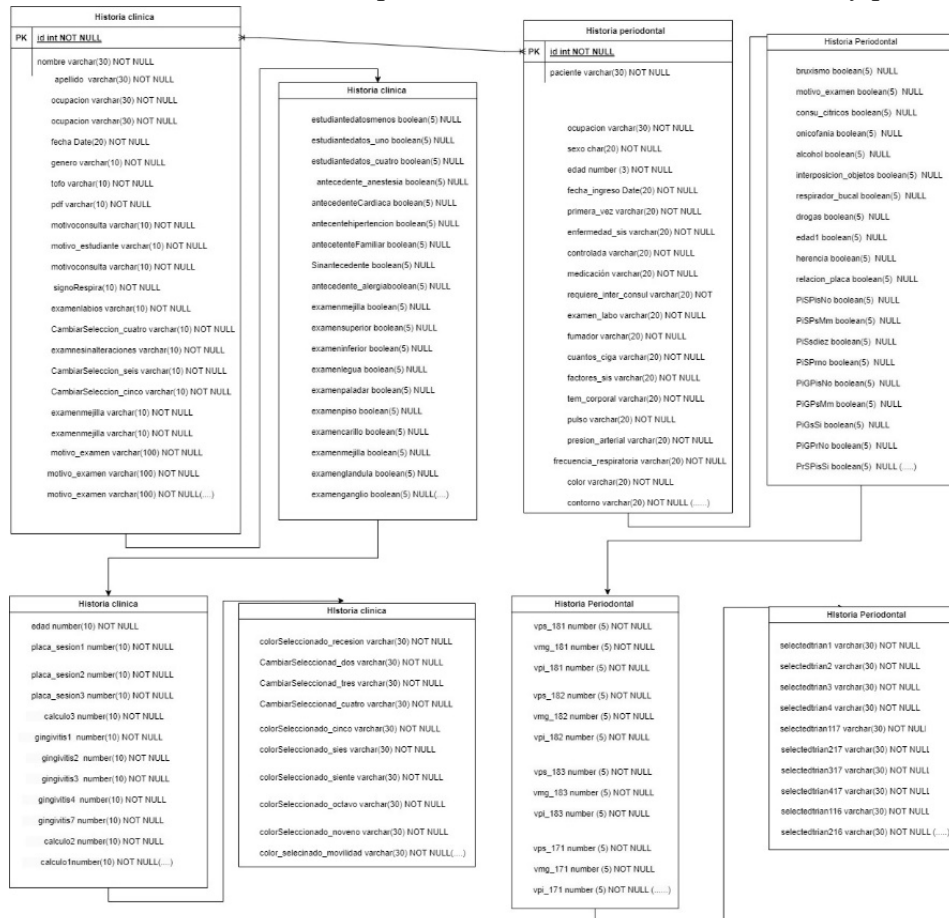 Historia clinica
PK id int NOT NULL
nombre varchar(30) NOT NULL
apellido varchar(30) NOT NULL
ocupacion varchar(30) NOT NULL
ocupacion varchar(30) NOT NULL
fecha Date(20) NOT NULL
genero varchar(10) NOT NULL
tofo varchar(10) NOT NULL
pdf varchar(10) NOT NULL
motivoconsulta varchar(10) NOT NULL
motivo_estudiante varchar(10) NOT NULL
motivoconsulta varchar(10) NOT NULL
signoRespira(10) NOT NULL
examenlabios varchar(10) NOT NULL
CambiarSeleccion_cuatro varchar(10) NOT NULL
examnesinalteraciones varchar(10) NOT NULL
CambiarSeleccion_seis varchar(10) NOT NULL
CambiarSeleccion_cinco varchar(10) NOT NULL
examenmejilla varchar(10) NOT NULL
examenmejilla varchar(10) NOT NULL
motivo_examen varchar(100) NOT NULL
motivo_examen varchar(100) NOT NULL
motivo_examen varchar(100) NOT NULL(....)
Historia clinica
estudiantedatosmenos boolean(5) NULL
estudiantedatos_uno boolean(5) NULL
estudiantedatos_cuatro boolean(5) NULL
antecedente_anestesia boolean(5) NULL
antecedenteCardiaca boolean(5) NULL
antecentehipertencion boolean(5) NULL
antecetenteFamiliar boolean(5) NULL
Sinantecedente boolean(5) NULL
antecedente_alergiaboolean(5) NULL
examenmejilla boolean(5) NULL
examensuperior boolean(5) NULL
exameninferior boolean(5) NULL
examenlegua boolean(5) NULL
examenpaladar boolean(5) NULL
examenpiso boolean(5) NULL
examencarillo boolean(5) NULL
examenmejilla boolean(5) NULL
examenglandula boolean(5) NULL
examenganglio boolean(5) NULL(....)
Historia periodontal
PK id int NOT NULL
paciente varchar(30) NOT NULL
ocupacion varchar(30) NOT NULL
sexo char(20) NOT NULL
edad number (3) NOT NULL
fecha_ingreso Date(20) NOT NULL
primera_vez varchar(20) NOT NULL
enfermedad_sis varchar(20) NOT NULL
controlada varchar(20) NOT NULL
medicación varchar(20) NOT NULL
requiere_inter_consul varchar(20) NOT
examen_labo varchar(20) NOT NULL
fumador varchar(20) NOT NULL
cuantos_ciga varchar(20) NOT NULL
factores_sis varchar(20) NOT NULL
tem_corporal varchar(20) NOT NULL
pulso varchar(20) NOT NULL
presion_arterial varchar(20) NOT NULL
frecuencia_respiratoria varchar(20) NOT NULL
color varchar(20) NOT NULL
contorno varchar(20) NOT NULL (......)
Historia Periodontal
bruxismo boolean(5) NULL
motivo_examen boolean(5) NULL
consu_citricos boolean(5) NULL
onicofania boolean(5) NULL
alcohol boolean(5) NULL
interposicion_objetos boolean(5) NULL
respirador_bucal boolean(5) NULL
drogas boolean(5) NULL
edad1 boolean(5) NULL
herencia boolean(5) NULL
relacion_placa boolean(5) NULL
PiSPisNo boolean(5) NULL
PiSPsMm boolean(5) NULL
PiSsdiez boolean(5) NULL
PiSPrno boolean(5) NULL
PiGPisNo boolean(5) NULL
PiGPsMm boolean(5) NULL
PiGsSi boolean(5) NULL
PiGPrNo boolean(5) NULL
PrSPisSi boolean(5) NULL (.....)
Historia clinica
edad number(10) NOT NULL
placa_sesion1 number(10) NOT NULL
placa_sesion2 number(10) NOT NULL
placa_sesion3 number(10) NOT NULL
calculo3 number(10) NOT NULL
gingivitis1 number(10) NOT NULL
gingivitis2 number(10) NOT NULL
gingivitis3 number(10) NOT NULL
gingivitis4 number(10) NOT NULL
gingivitis7 number(10) NOT NULL
calculo2 number(10) NOT NULL
calculo1number(10) NOT NULL(....)
HIstoria clinica
colorSeleccionado_recesion varchar(30) NOT NULL
CambiarSeleccionad_dos varchar(30) NOT NULL
CambiarSeleccionad_tres varchar(30) NOT NULL
CambiarSeleccionad_cuatro varchar(30) NOT NULL
colorSeleccionado_cinco varchar(30) NOT NULL
colorSeleccionado_sies varchar(30) NOT NULL
colorSeleccionado_siente varchar(30) NOT NULL
colorSeleccionado_octavo varchar(30) NOT NULL
colorSeleccionado_noveno varchar(30) NOT NULL
color_selecinado_movilidad varchar(30) NOT NULL(....)
Historia Periodontal
vps_181 number (5) NOT NULL
vmg_181 number (5) NOT NULL
vpi_181 number (5) NOT NULL
vps_182 number (5) NOT NULL
vmg_182 number (5) NOT NULL
vpi_182 number (5) NOT NULL
vps_183 number (5) NOT NULL
vmg_183 number (5) NOT NULL
vpi_183 number (5) NOT NULL
vps_171 number (5) NOT NULL
vmg_171 number (5) NOT NULL
vpi_171 number (5) NOT NULL (......)
HIstoria Periodontal
selectedtrian1 varchar(30) NOT NULL
selectedtrian2 varchar(30) NOT NULL
selectedtrian3 varchar(30) NOT NULL
selectedtrian4 varchar(30) NOT NULL
selectedtrian117 varchar(30) NOT NULL
selectedtrian217 varchar(30) NOT NULL
selectedtrian317 varchar(30) NOT NULL
selectedtrian417 varchar(30) NOT NULL
selectedtrian116 varchar(30) NOT NULL
selectedtrian216 varchar(30) NOT NULL (.....)